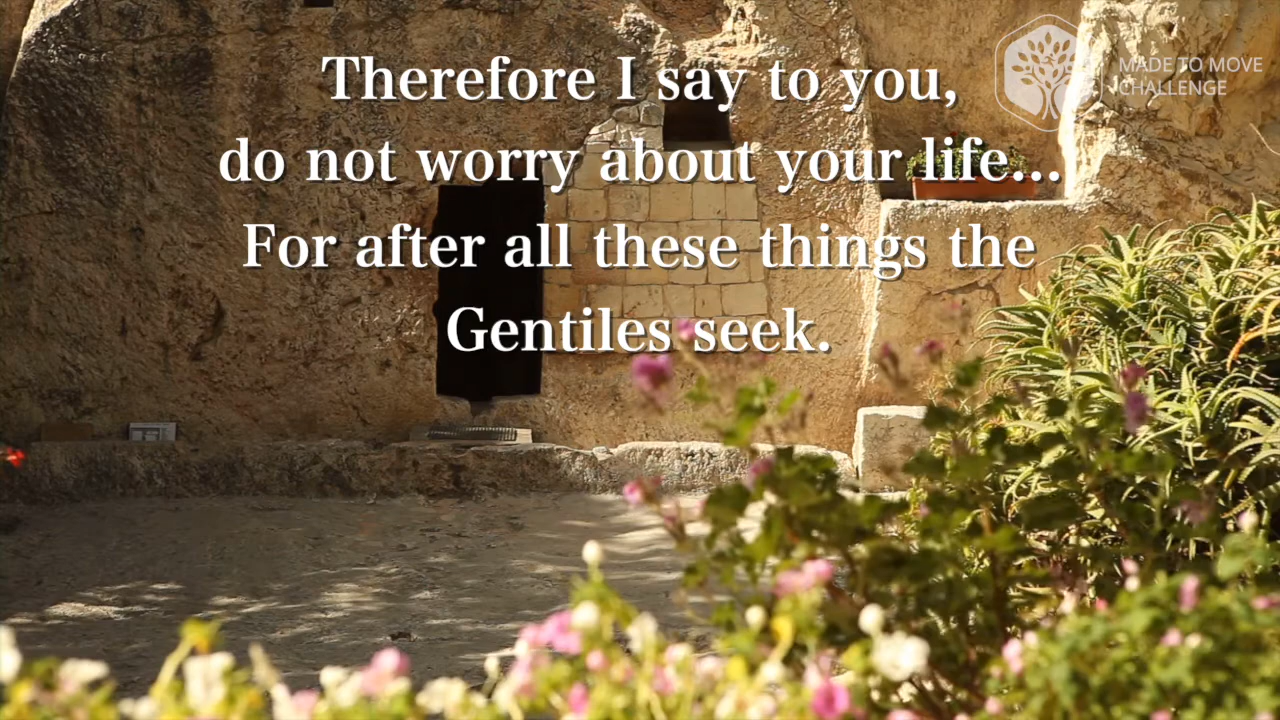 Therefore I say to you,
do not worry about your life...
For after all these things the
Gentiles seek.
MADE TO MOVE
CHALLENGE